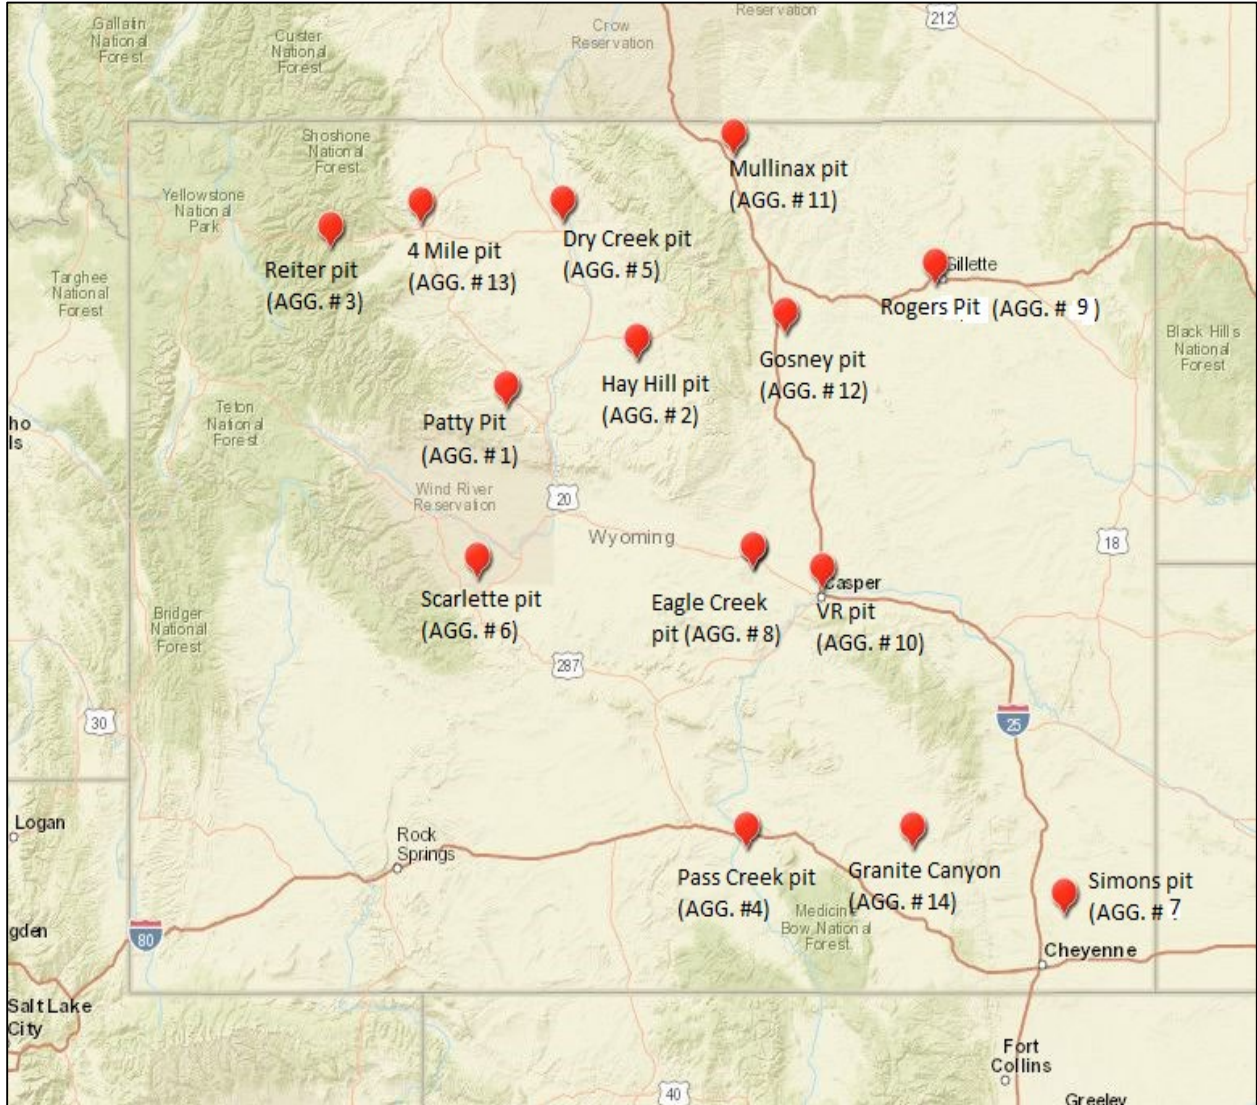 Gallatin
National
Forest
Custer
National
Forest
Crow
Reservation
Reservation
212
Shoshone
National
Forest
Yellowstone
National
Park
Mullinax pit
(AGG. # 11)
Reiter pit
(AGG. # 3)
4 Mile pit
(AGG. # 13)
Dry Creek pit
(AGG. # 5)
Targhee
National
Forest
Gillette
Rogers Pit (AGG. # 9 )
Black Hills
National
Forest
Hay Hill pit
(AGG. # 2)
Gosney pit
(AGG. # 12)
Teton
National
Forest
Patty Pit
(AGG. # 1)
ho
ls
Wind River
Reservation
20
Wyoming
18
Scarlette pit
(AGG. # 6)
Eagle Creek
pit (AGG. # 8)
Casper
VR pit
(AGG. # 10)
Bridger
National
Forest
287
30
25
Logan
Rock
Springs
Pass Creek pit
(AGG. #4)
Granite Canyon
(AGG. # 14)
Simons pit
(AGG. # 7
Medicine
Bow National
Forest
gden
80
Cheyenne
Salt Lake
City
Fort
Collins
40
Greeley